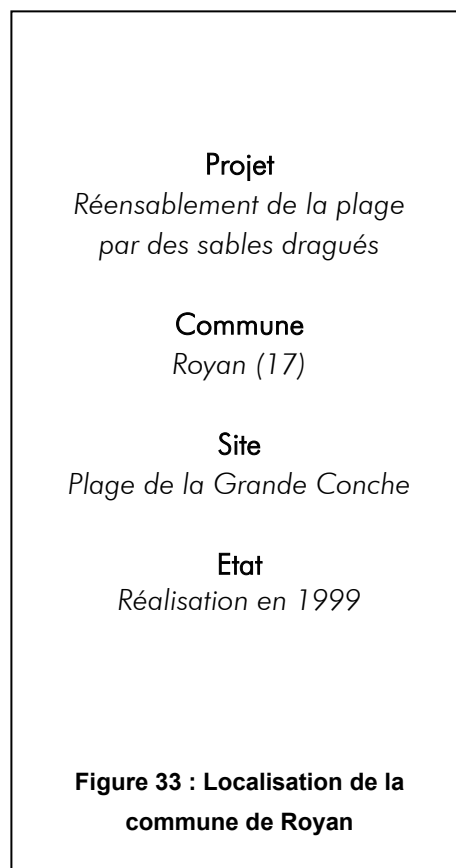 Projet
Réensablement de la plage
par des sables dragués
Commune
Royan (17)
Site
Plage de la Grande Conche
Etat
Réalisation en 1999
Figure 33 : Localisation de la
commune de Royan